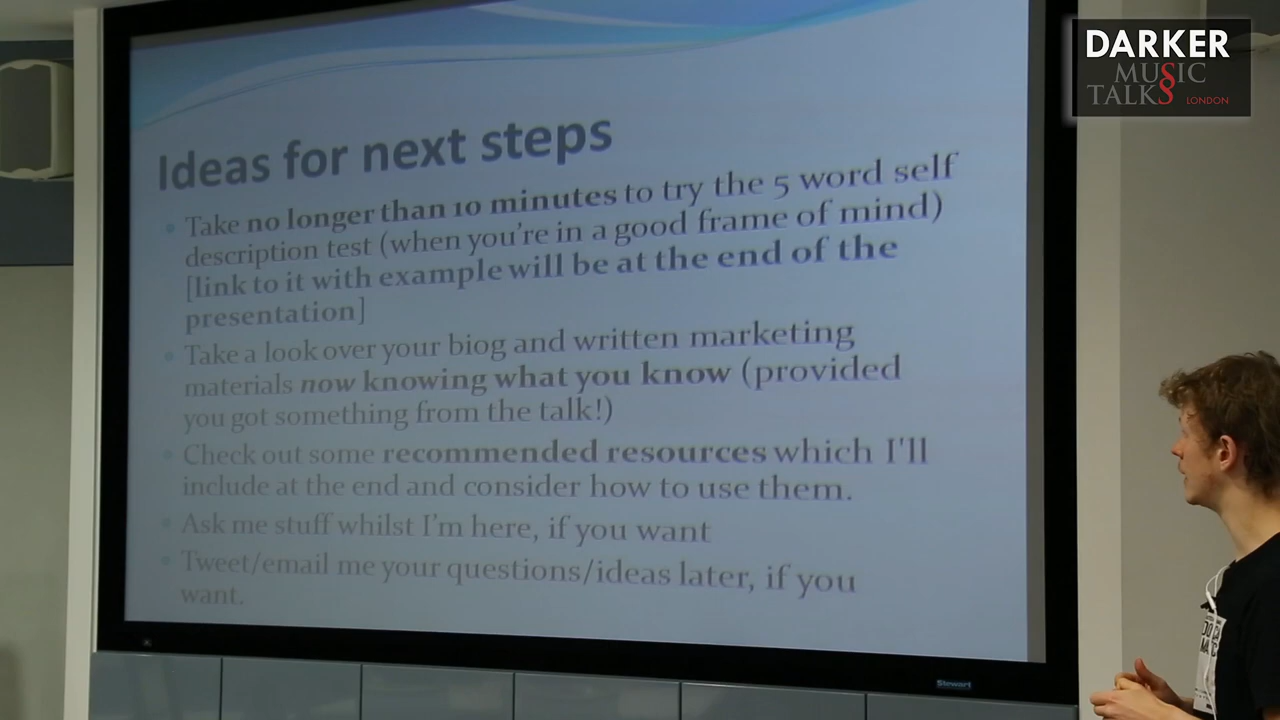 DARKER
MUSIC
TALKS LONDON
Ideas for next steps
Take no longer than 10 minutes to try the 5 word self
description test (when you're in a good frame of mind)
[link to it with example will be at the end of the
presentation]
Take a look over your biog and written marketing
materials now knowing what you know (provided
you got something from the talk!)
Check out some recommended resources which I'll
include at the end and consider how to use them.
Ask me stuff whilst I'm here, if you want
Tweet/email me your questions/ideas later, if you
want.
Stewart